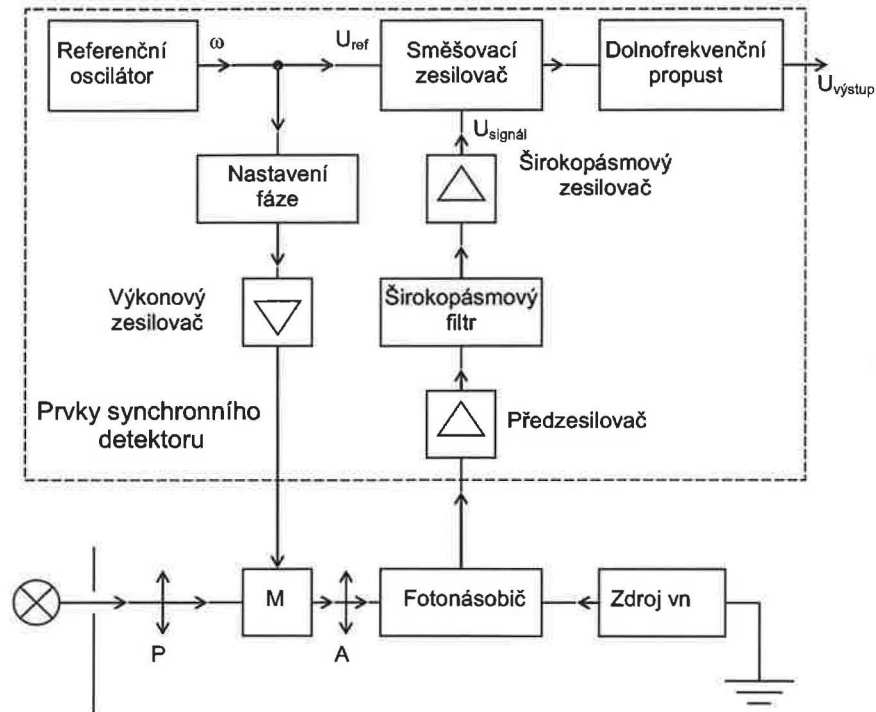 Referenční
oscilátor
ω
U_ref
Směšovací
zesilovač
Dolnofrekvenční
propust
U_výstup
U_signál
Nastavení
fáze
Širokopásmový
zesilovač
Výkonový
zesilovač
Širokopásmový
filtr
Prvky synchronního
detektoru
Předzesilovač
M
Fotonásobič
Zdroj vn
P
A